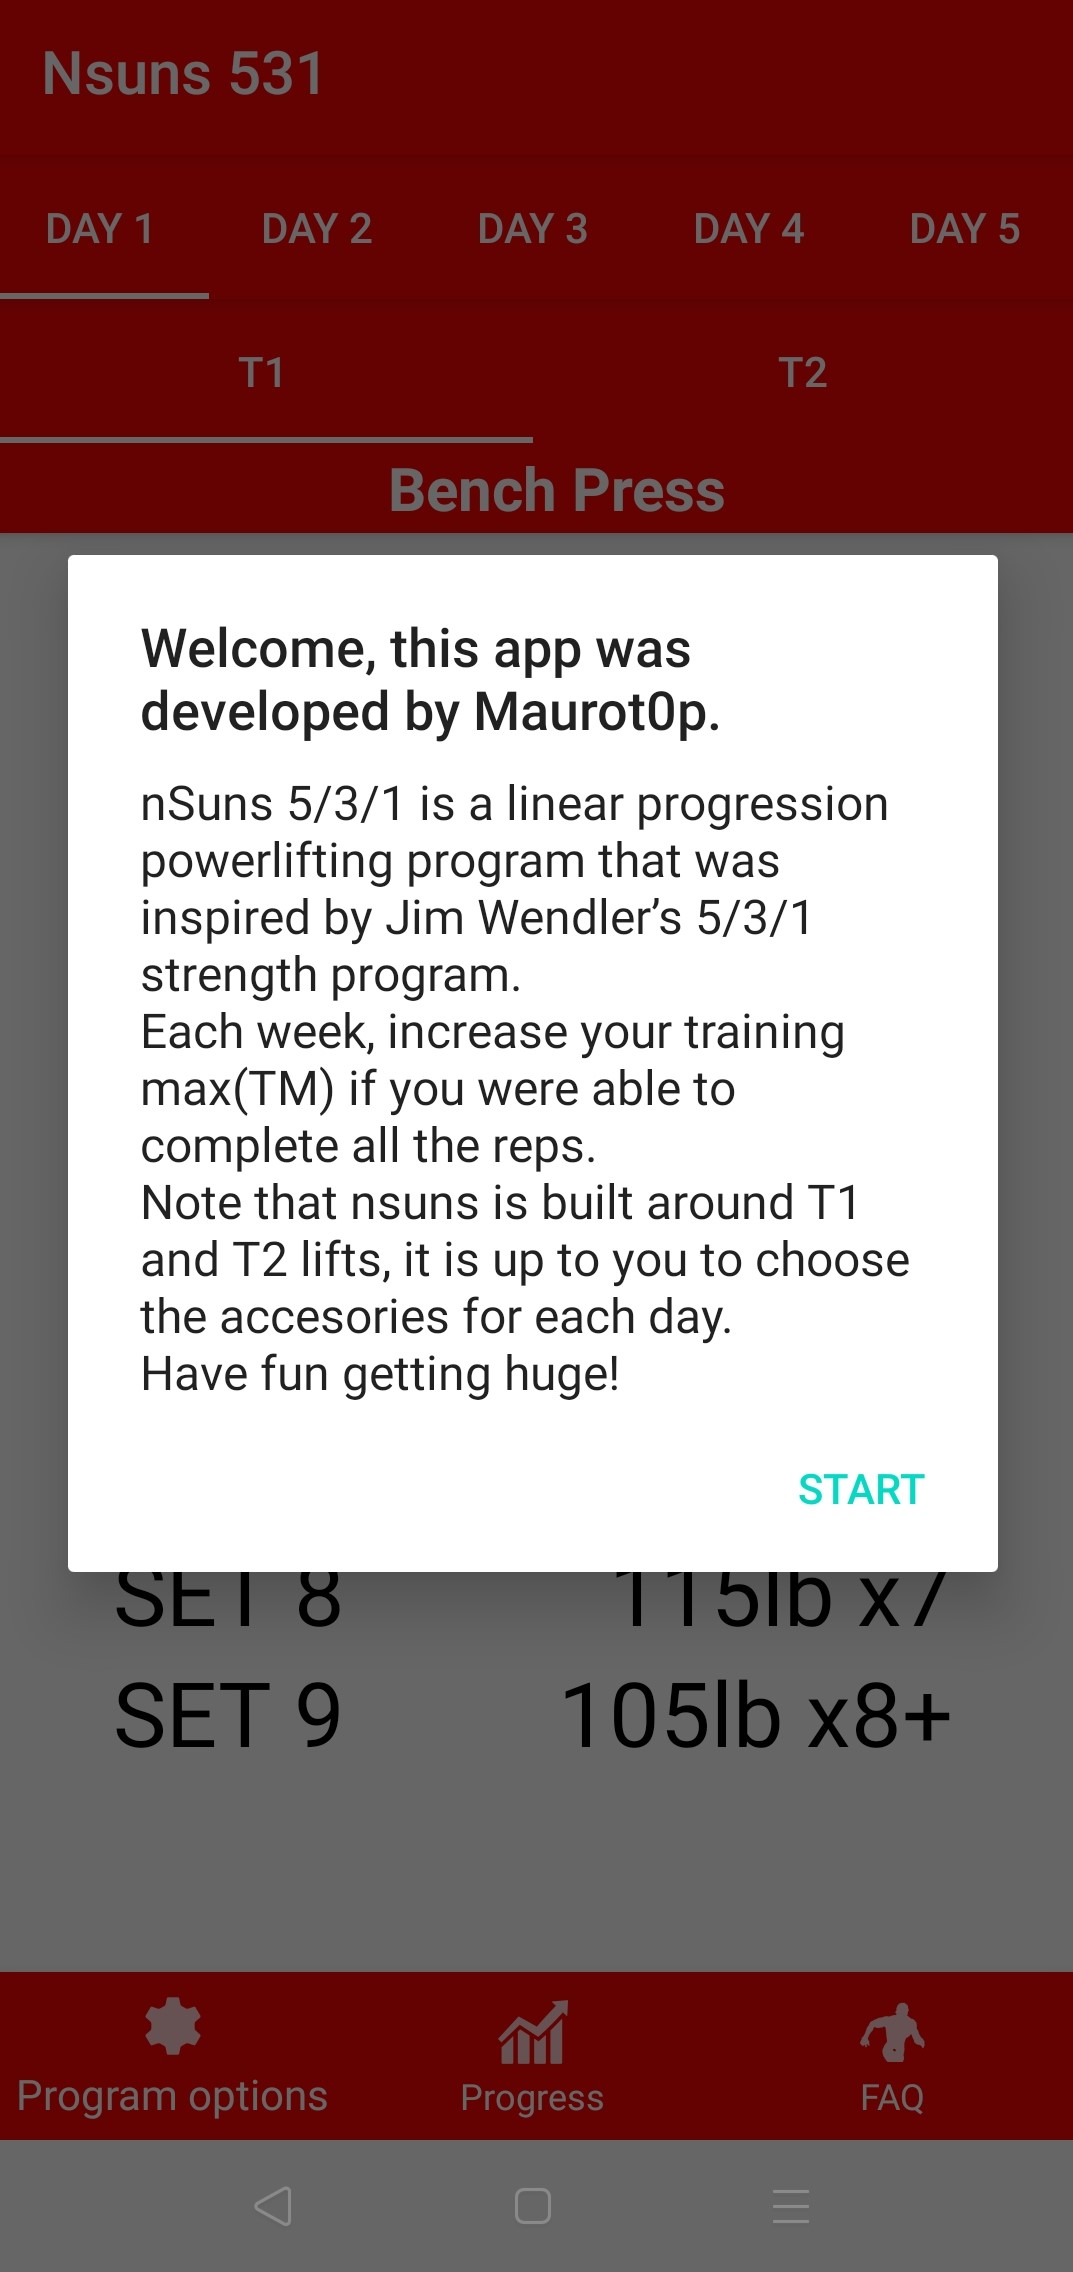 Nsuns 531
DAY 1 DAY 2 DAY 3 DAY 4 DAY 5
T1 T2
Bench Press
Welcome, this app was
developed by Maurot0p.
nSuns 5/3/1 is a linear progression
powerlifting program that was
inspired by Jim Wendler’s 5/3/1
strength program.
Each week, increase your training
max(TM) if you were able to
complete all the reps.
Note that nsuns is built around T1
and T2 lifts, it is up to you to choose
the accesories for each day.
Have fun getting huge!
START
SET 8 115lb x7
SET 9 105lb x8+
Program options Progress FAQ